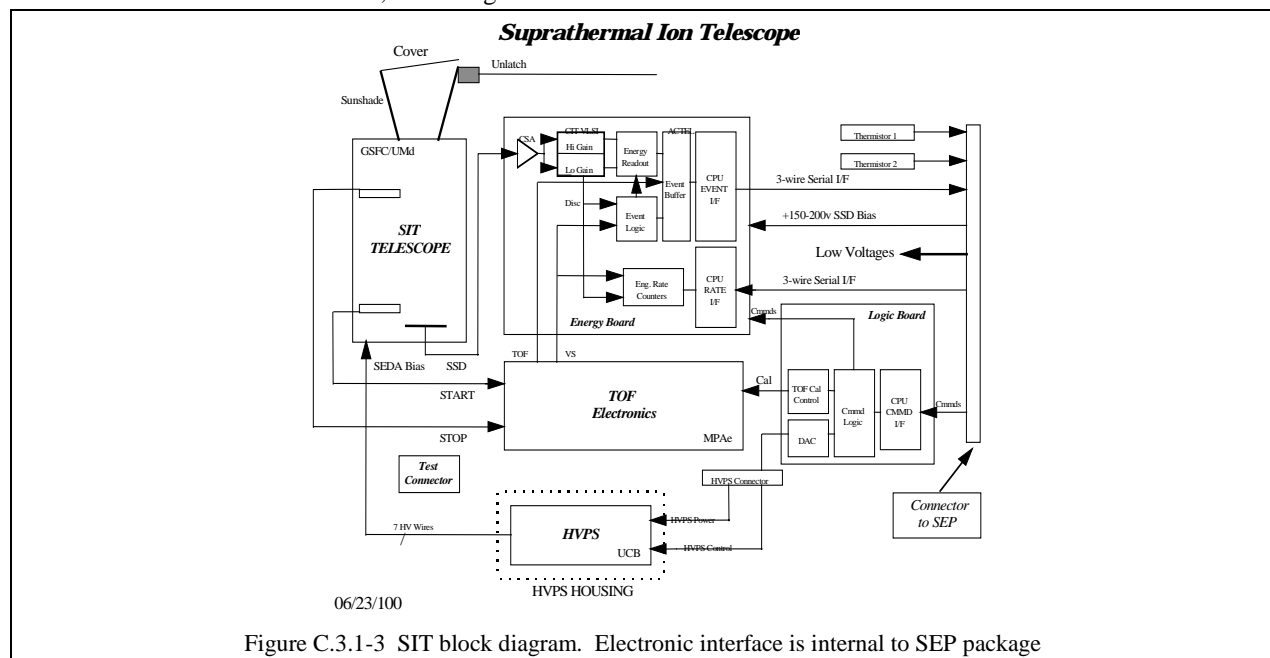 Suprathermal Ion Telescope
Cover
Unlatch
Sunshade
GSFC/UMd
SIT
TELESCOPE
SEDA Bias
SSD
START
STOP
CSA
CIT VLSI
Hi Gain
Lo Gain
Energy
Readout
ACTEL
Event
Buffer
CPU
EVENT
I/F
Disc
Event
Logic
Eng. Rate
Counters
CPU
RATE
I/F
Energy Board
TOF
VS
Thermistor 1
Thermistor 2
3-wire Serial I/F
+150-200v SSD Bias
Low Voltages
3-wire Serial I/F
Cmmds
Logic Board
TOF Cal
Control
DAC
Cmmd
Logic
CPU
CMMD
I/F
Cmmds
Cal
TOF
Electronics
MPAe
Test
Connector
HVPS Connector
Connector
to SEP
7 HV Wires
HVPS
UCB
HVPS Power
HVPS Control
HVPS HOUSING
06/23/100
Figure C.3.1-3 SIT block diagram. Electronic interface is internal to SEP package